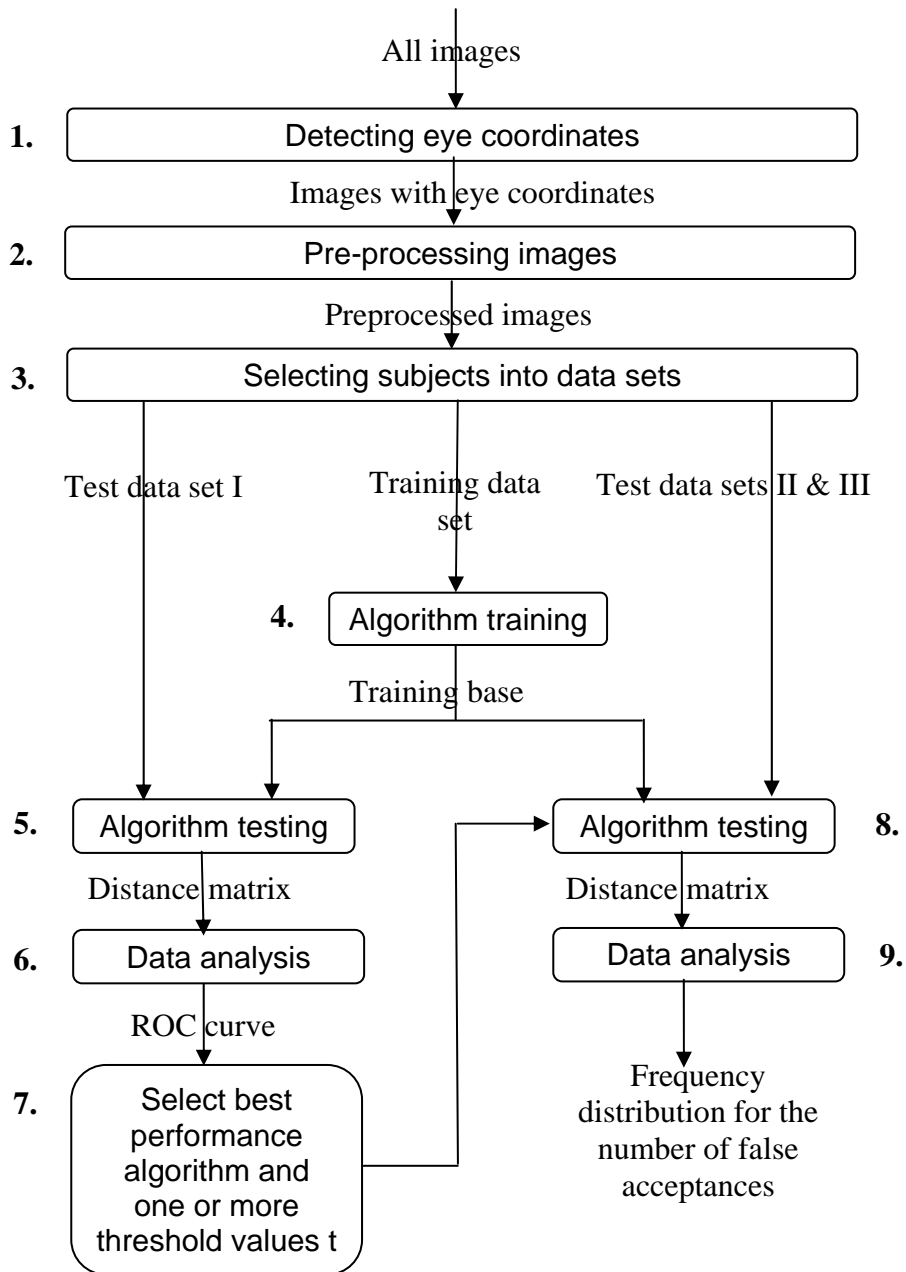 All images
1.
Detecting eye coordinates
Images with eye coordinates
2.
Pre-processing images
Preprocessed images
3.
Selecting subjects into data sets
Test data set I
Training data
set
Test data sets II & III
4.
Algorithm training
Training base
5.
Algorithm testing
Algorithm testing
8.
Distance matrix
Distance matrix
6.
Data analysis
Data analysis
9.
ROC curve
7.
Select best
performance
algorithm and
one or more
threshold values t
Frequency
distribution for the
number of false
acceptances